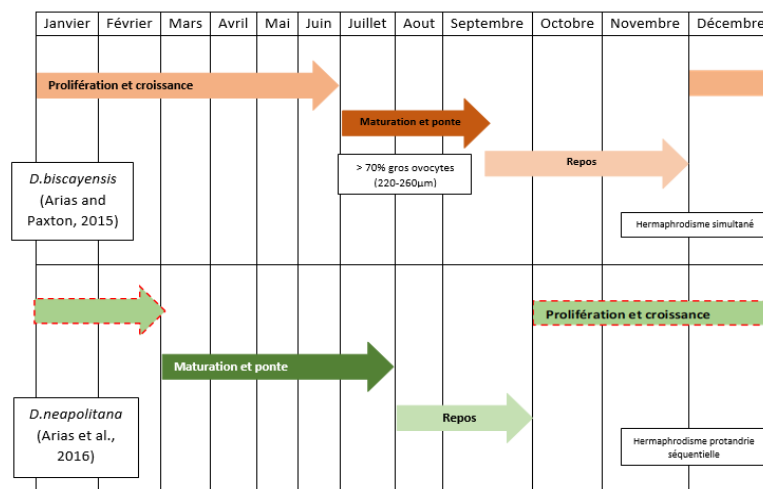 Janvier Février Mars Avril Mai Juin Juillet Aout Septembre Octobre Novembre Décembre
Prolifération et croissance
Maturation et ponte
> 70% gros ovocytes
(220-260µm)
Repos
D.biscayensis
(Arias and
Paxton, 2015)
Hermaphrodisme simultané
Prolifération et croissance
Maturation et ponte
Repos
D.neapolitana
(Arias et al.,
2016)
Hermaphrodisme protandrie
séquentielle